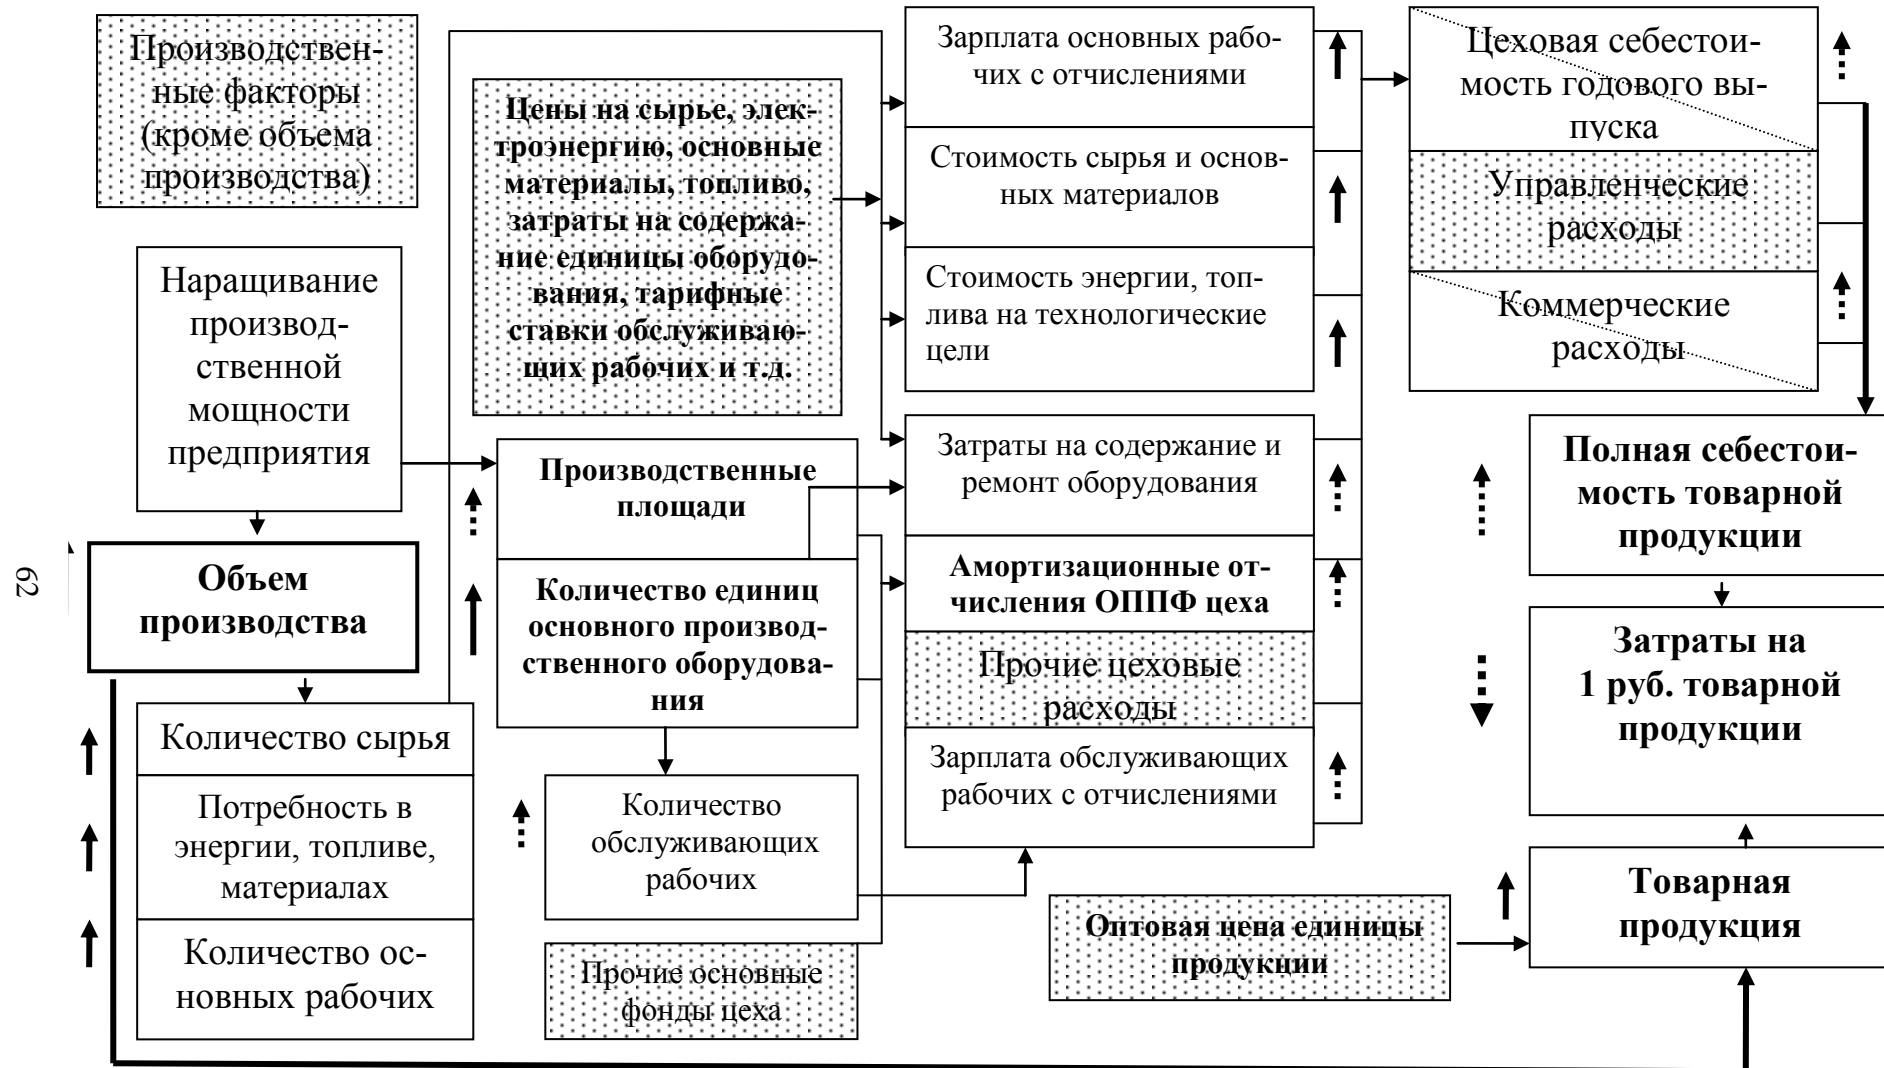 Производствен-
ные факторы
(кроме объема
производства)
Наращивание
производ-
ственной
мощности
предприятия
Объем
производства
62
Количество сырья
Потребность в
энергии, топливе,
материалах
Количество ос-
новных рабочих
Цены на сырье, элек-
троэнергию, основные
материалы, топливо,
затраты на содержа-
ние единицы оборудо-
вания, тарифные
ставки обслуживаю-
щих рабочих и т.д.
Производственные
площади
Количество единиц
основного производ-
ственного оборудова-
ния
Количество
обслуживающих
рабочих
Прочие основные
фонды цеха
Зарплата основных рабо-
чих с отчислениями
Стоимость сырья и основ-
ных материалов
Стоимость энергии, топ-
лива на технологические
цели
Затраты на содержание и
ремонт оборудования
Амортизационные от-
числения ОППФ цеха
Прочие цеховые
расходы
Зарплата обслуживающих
рабочих с отчислениями
Оптовая цена единицы
продукции
Цеховая себестои-
мость годового вы-
пуска
Управленческие
расходы
Коммерческие
расходы
Полная себестои-
мость товарной
продукции
Затраты на
1 руб. товарной
продукции
Товарная
продукция